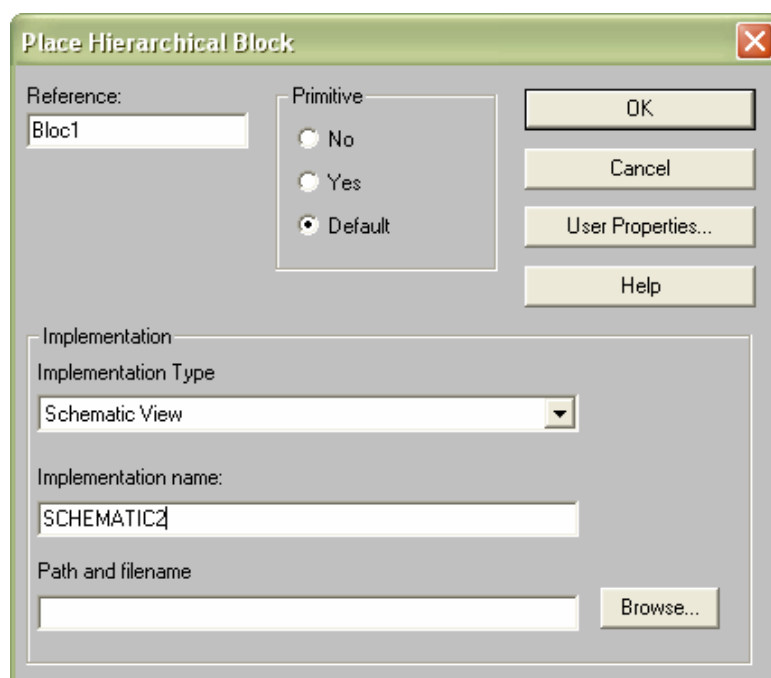 Place Hierarchical Block
Reference:
Bloc1
Primitive
No
Yes
Default
OK
Cancel
User Properties...
Help
Implementation
Implementation Type
Schematic View
Implementation name:
SCHEMATIC2
Path and filename
Browse...